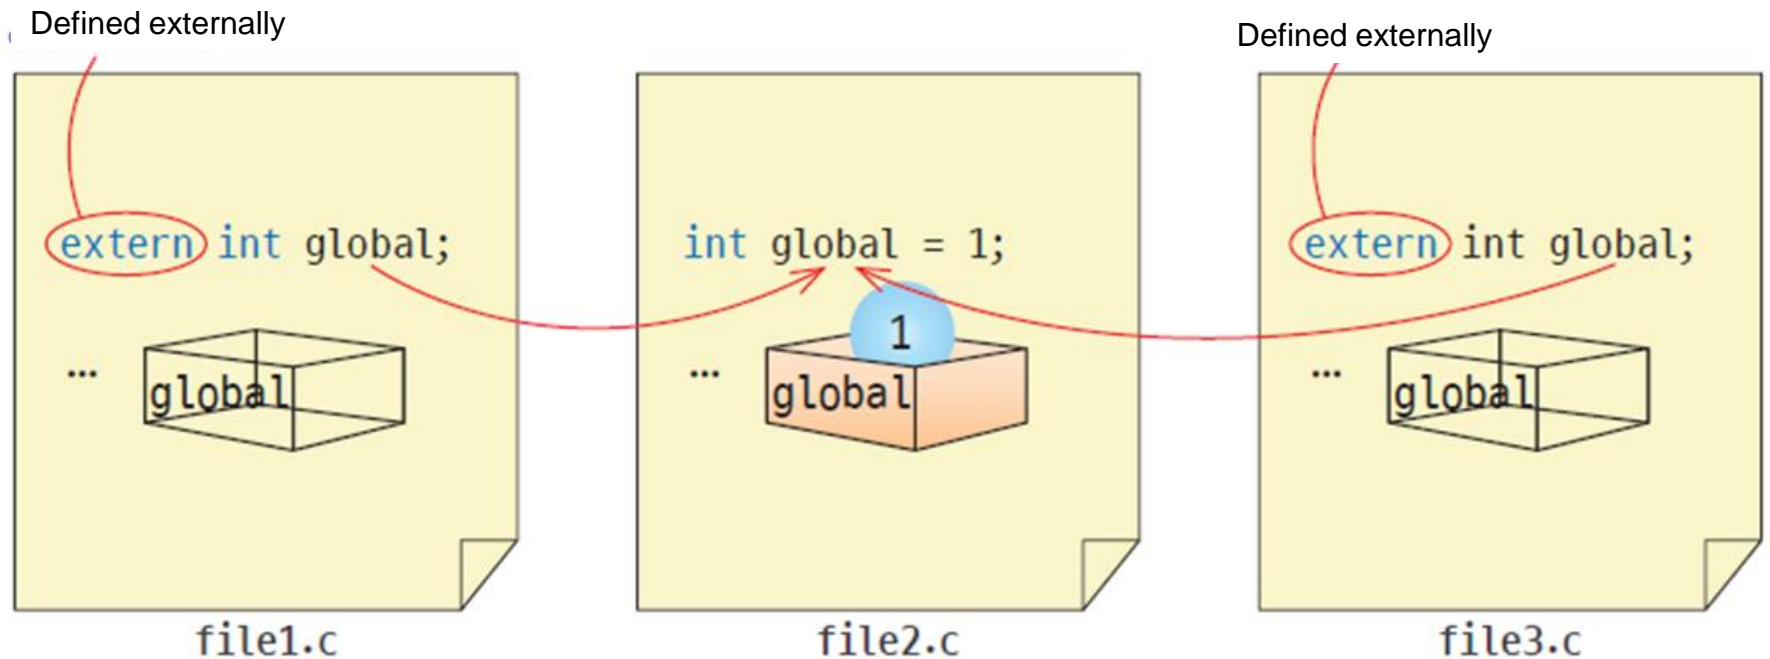 Defined externally
Defined externally
extern int global;
int global = 1;
extern int global;
1
...
global
...
global
...
global
file1.c
file2.c
file3.c